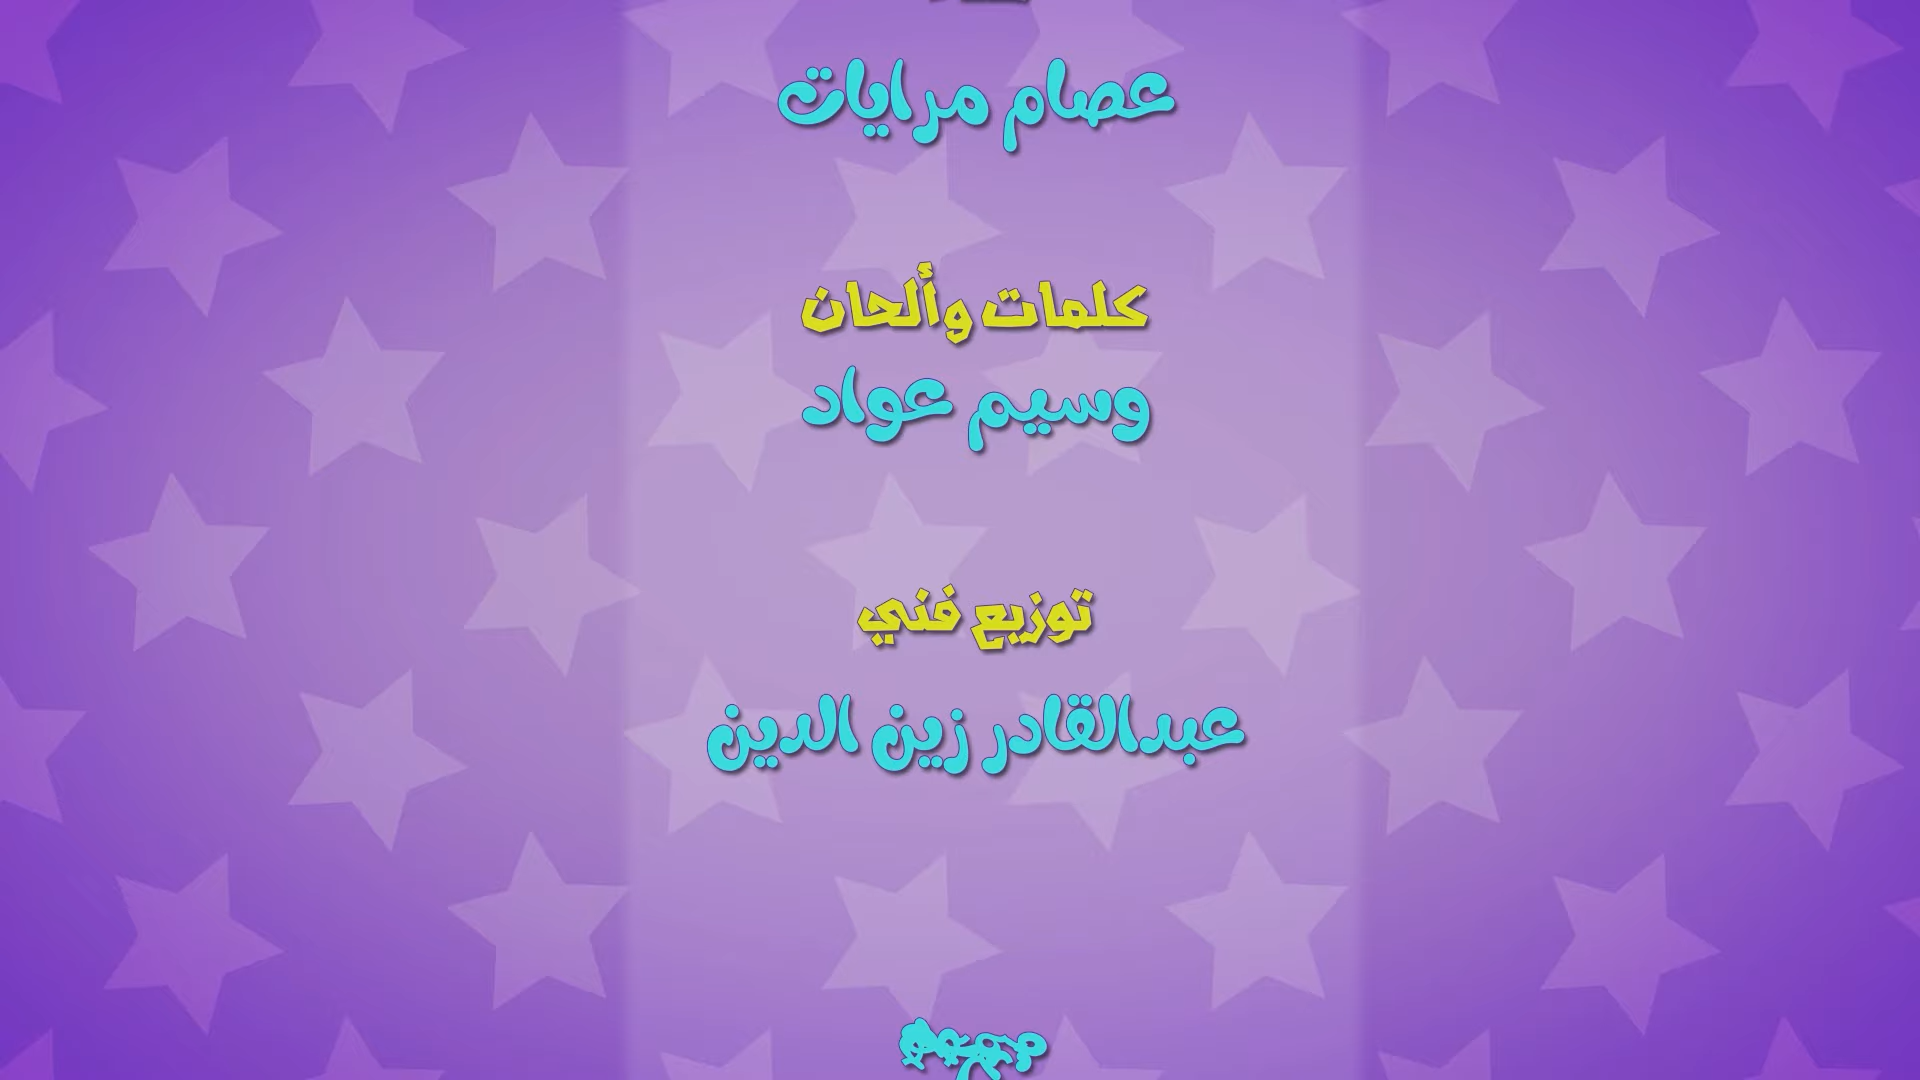 عصام مرايات
كلمات وألحان
وسيم عواد
توزيع فني
عبدالقادر زين الدين